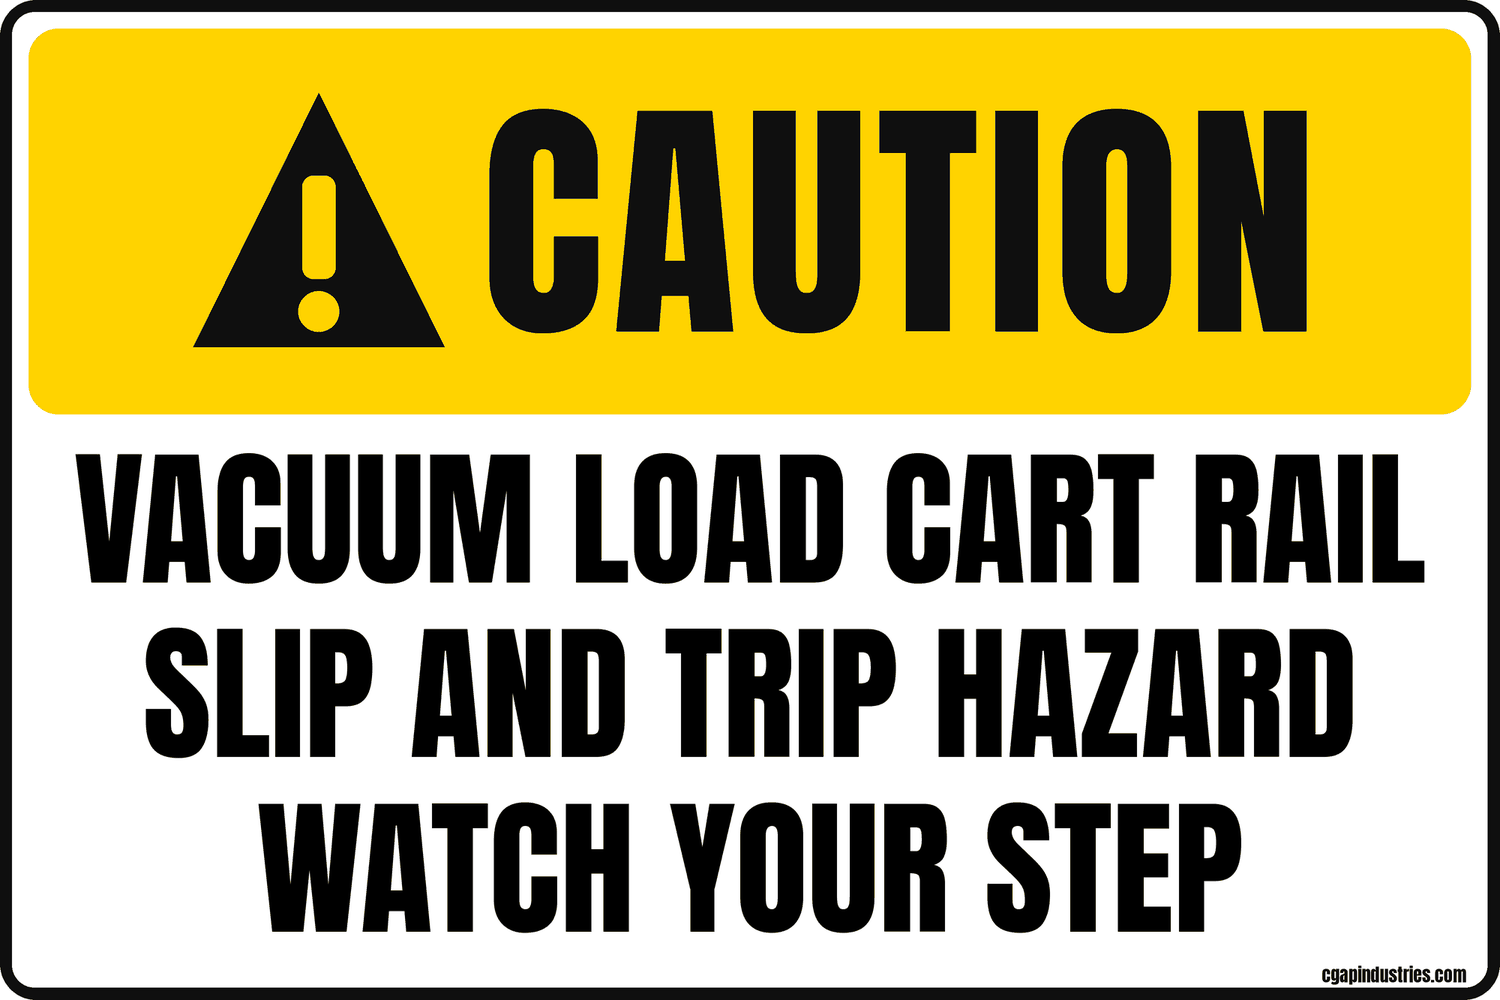 CAUTION
VACUUM LOAD CART RAIL
SLIP AND TRIP HAZARD
WATCH YOUR STEP
cgapindustries.com